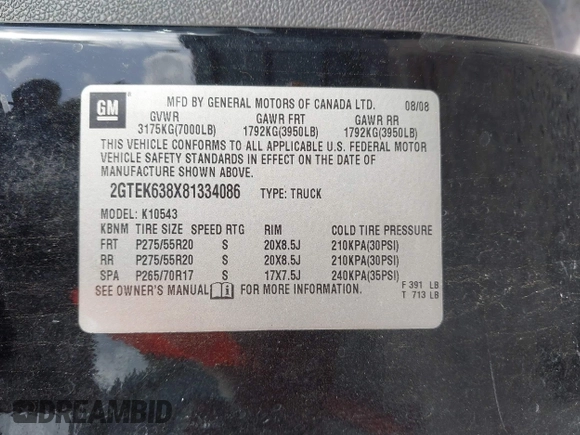 GM
MFD BY GENERAL MOTORS OF CANADA LTD. 08/08
GVWR GAWR FRT GAWR RR
3175KG(7000LB) 1792KG(3950LB) 1792KG(3950LB)
THIS VEHICLE CONFORMS TO ALL APPLICABLE U.S. FEDERAL MOTOR
VEHICLE SAFETY STANDARDS IN EFFECT ON THE DATE OF
MANUFACTURE SHOWN ABOVE.
2GTEK638X81334086 TYPE: TRUCK
MODEL: K10543
KBNM TIRE SIZE SPEED RTG RIM COLD TIRE PRESSURE
FRT P275/55R20 S 20X8.5J 210KPA(30PSI)
RR P275/55R20 S 20X8.5J 210KPA(30PSI)
SPA P265/70R17 S 17X7.5J 240KPA(35PSI)
SEE OWNER'S MANUAL i FOR MORE INFORMATION.
F 391 LB
T 713 LB
DREAMBID